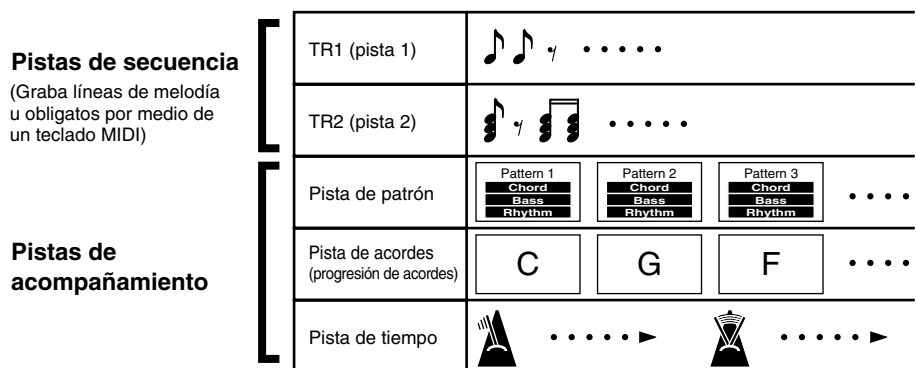 Pistas de secuencia
(Graba líneas de melodía
u obligatos por medio de
un teclado MIDI)
TR1 (pista 1)
TR2 (pista 2)
Pistas de
acompañamiento
Pista de patrón
Pattern 1
Chord
Bass
Rhythm
Pattern 2
Chord
Bass
Rhythm
Pattern 3
Chord
Bass
Rhythm
Pista de acordes
(progresión de acordes)
C
G
F
Pista de tiempo